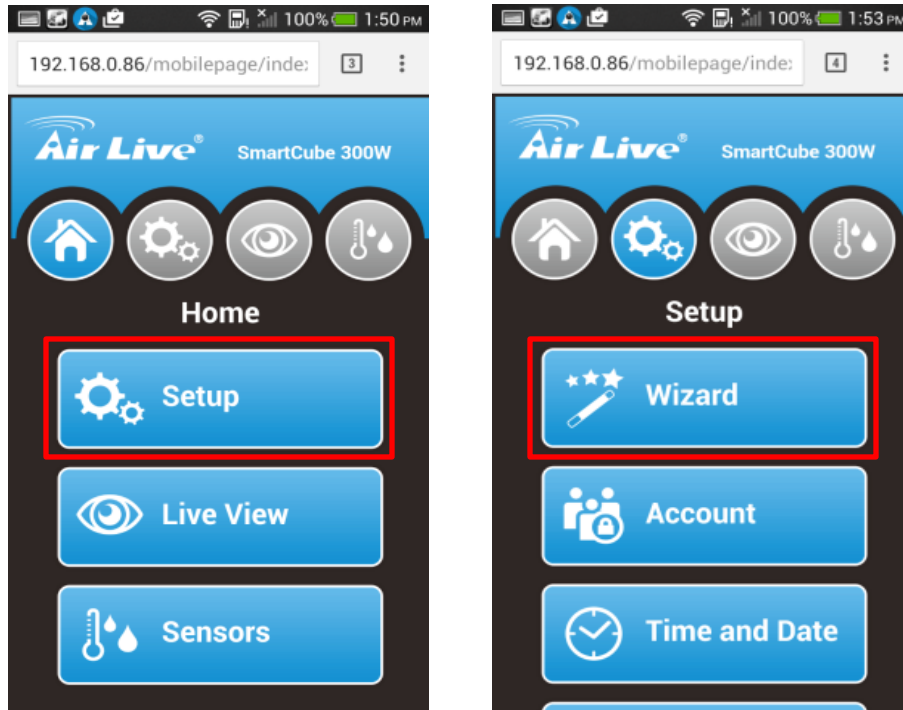 100% 1:50 PM
192.168.0.86/mobilepage/inde
3
Air Live® SmartCube 300W
Home
Setup
Live View
Sensors
100% 1:53 PM
192.168.0.86/mobilepage/inde
4
Air Live® SmartCube 300W
Setup
Wizard
Account
Time and Date